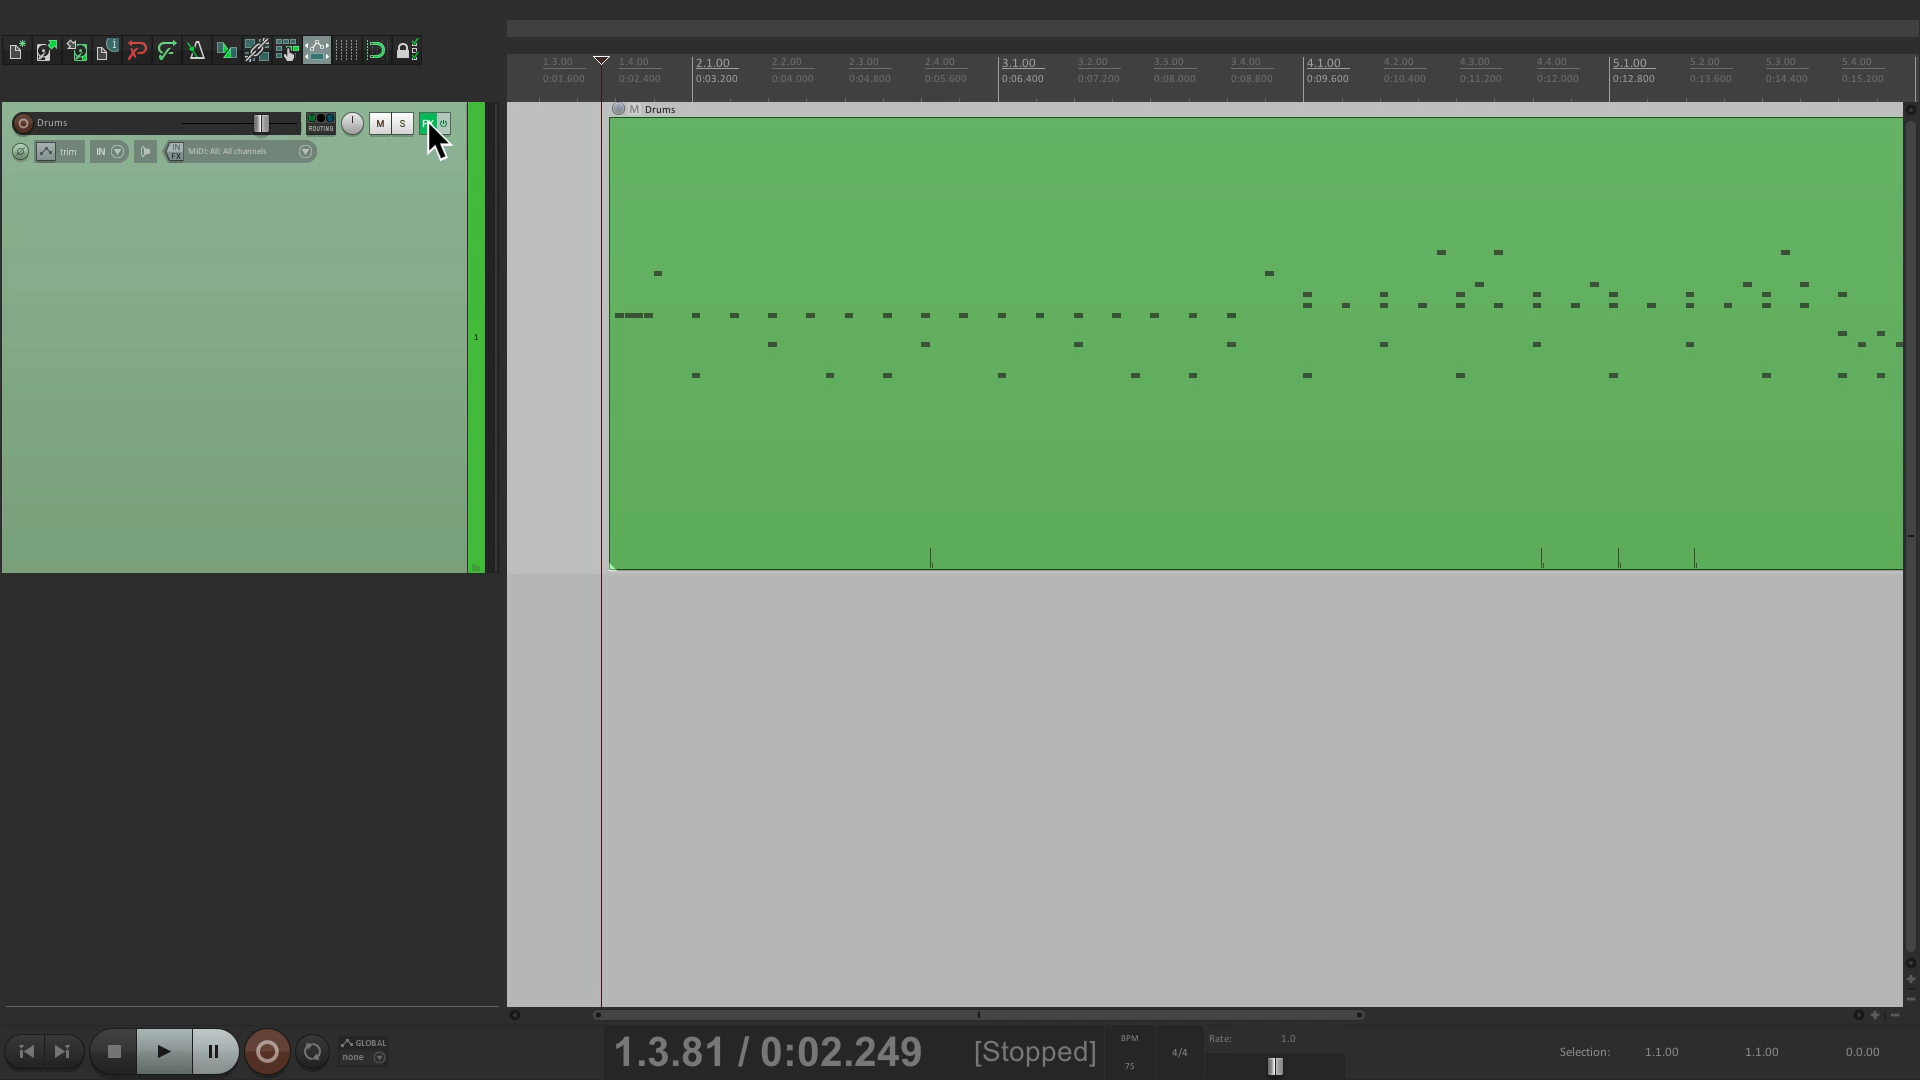 1.3.00 1.4.00 2.1.00 2.2.00 2.3.00 2.4.00 3.1.00 3.2.00 3.3.00 3.4.00 4.1.00 4.2.00 4.3.00 4.4.00 5.1.00 5.2.00 5.3.00 5.4.00
0:01.600 0:02.400 0:03.200 0:04.000 0:04.800 0:05.600 0:06.400 0:07.200 0:08.000 0:08.800 0:09.600 0:10.400 0:11.200 0:12.000 0:12.800 0:13.600 0:14.400 0:15.200
M Drums
Drums ROUTING M S
trim IN IN FX MIDI: All: All channels
1
GLOBAL
none
1.3.81 / 0:02.249 [Stopped]
BPM
75
4/4
Rate: 1.0
Selection: 1.1.00 1.1.00 0.0.00